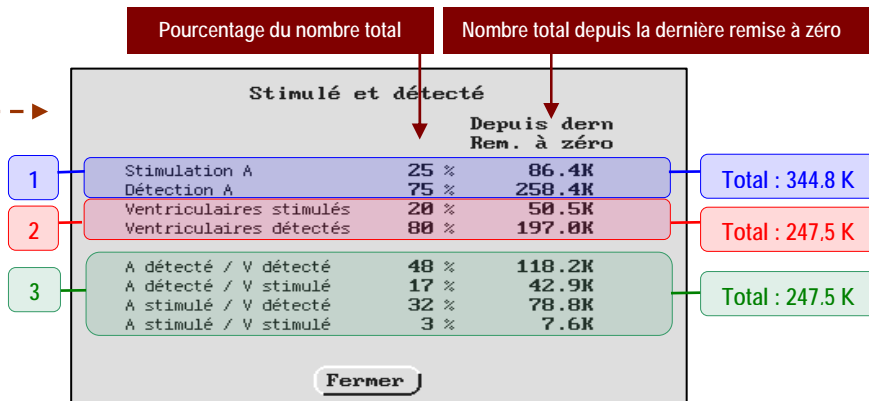 Pourcentage du nombre total
Nombre total depuis la dernière remise à zéro
Stimulé et détecté
Depuis dern
Rem. à zéro
1
Stimulation A 25 % 86.4K
Détection A 75 % 258.4K
Total : 344.8 K
2
Ventriculaires stimulés 20 % 50.5K
Ventriculaires détectés 80 % 197.0K
Total : 247,5 K
3
A détecté / V détecté 48 % 118.2K
A détecté / V stimulé 17 % 42.9K
A stimulé / V détecté 32 % 78.8K
A stimulé / V stimulé 3 % 7.6K
Total : 247.5 K
Fermer